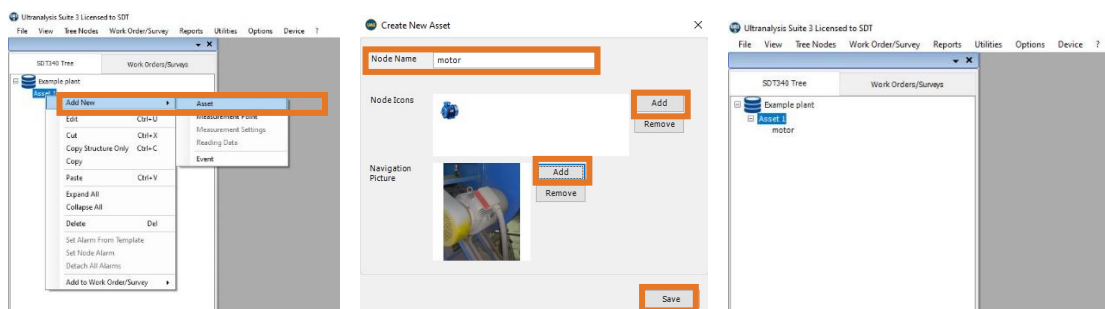 Ultranalysis Suite 3 Licensed to SDT
File View Tree Nodes Work Order/Survey Reports Utilities Options Device ?
SDT340 Tree Work Orders/Surveys
Example plant
Asset 1
Add New Asset
Edit Ctrl+U Measurement Point
Cut Ctrl+X Measurement Settings
Copy Structure Only Ctrl+C Reading Data
Copy Event
Paste Ctrl+V
Expand All
Collapse All
Delete Del
Set Alarm From Template
Set Node Alarm
Detach All Alarms
Add to Work Order/Survey
Create New Asset
Node Name motor
Node Icons Add
Remove
Navigation Picture Add
Remove
Save
Ultranalysis Suite 3 Licensed to SDT
File View Tree Nodes Work Order/Survey Reports Utilities Options Device ?
SDT340 Tree Work Orders/Surveys
Example plant
Asset 1
motor